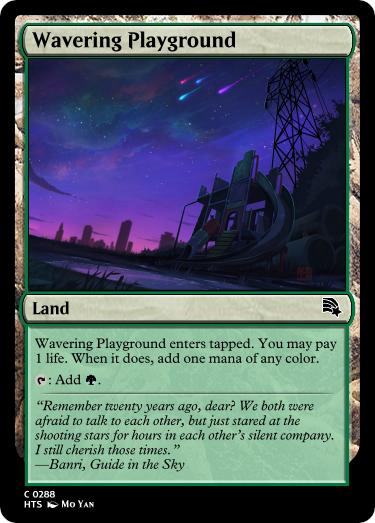 Wavering Playground
Land
Wavering Playground enters tapped. You may pay
1 life. When it does, add one mana of any color.
: Add .
“Remember twenty years ago, dear? We both were
afraid to talk to each other, but just stared at the
shooting stars for hours in each other's silent company.
I still cherish those times.”
—Banri, Guide in the Sky
C 0288
HTS Mo Yan